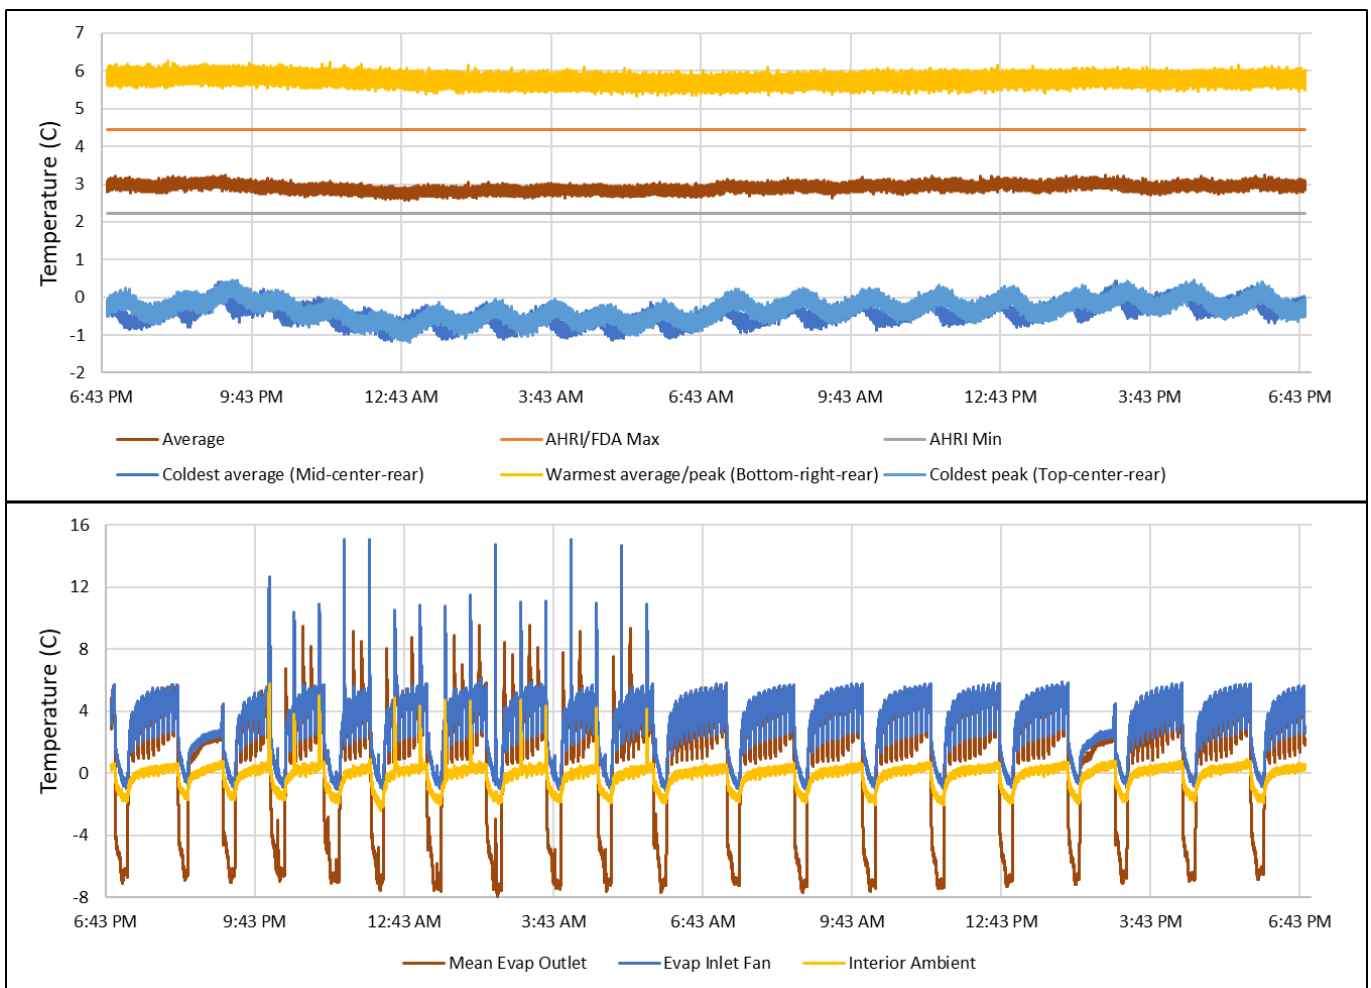 7
6
5
4
3
2
1
0
-1
-2
Temperature (C)
6:43 PM 9:43 PM 12:43 AM 3:43 AM 6:43 AM 9:43 AM 12:43 PM 3:43 PM 6:43 PM
Average AHRI/FDA Max AHRI Min
Coldest average (Mid-center-rear) Warmest average/peak (Bottom-right-rear) Coldest peak (Top-center-rear)
16
12
8
4
0
-4
-8
Temperature (C)
6:43 PM 9:43 PM 12:43 AM 3:43 AM 6:43 AM 9:43 AM 12:43 PM 3:43 PM 6:43 PM
Mean Evap Outlet Evap Inlet Fan Interior Ambient